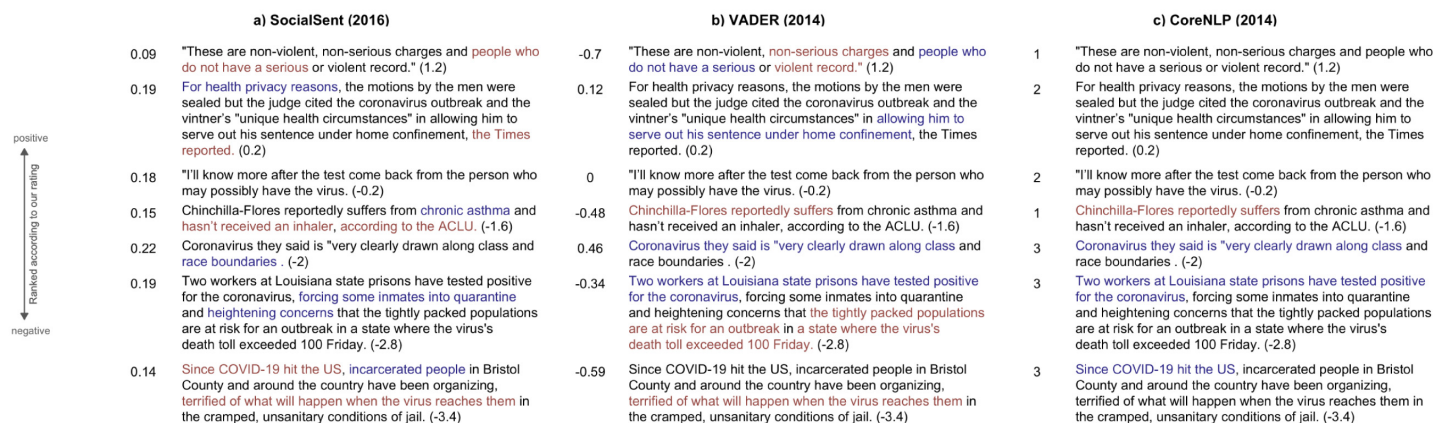 a) SocialSent (2016)
0.09
"These are non-violent, non-serious charges and people who
do not have a serious or violent record." (1.2)
0.19
For health privacy reasons, the motions by the men were
sealed but the judge cited the coronavirus outbreak and the
vintner's "unique health circumstances" in allowing him to
serve out his sentence under home confinement, the Times
reported. (0.2)
0.18
"I'll know more after the test come back from the person who
may possibly have the virus. (-0.2)
0.15
Chinchilla-Flores reportedly suffers from chronic asthma and
hasn't received an inhaler, according to the ACLU. (-1.6)
0.22
Coronavirus they said is "very clearly drawn along class and
race boundaries . (-2)
0.19
Two workers at Louisiana state prisons have tested positive
for the coronavirus, forcing some inmates into quarantine
and heightening concerns that the tightly packed populations
are at risk for an outbreak in a state where the virus's
death toll exceeded 100 Friday. (-2.8)
0.14
Since COVID-19 hit the US, incarcerated people in Bristol
County and around the country have been organizing,
terrified of what will happen when the virus reaches them in
the cramped, unsanitary conditions of jail. (-3.4)
positive
Ranked according to our rating
negative
b) VADER (2014)
-0.7
"These are non-violent, non-serious charges and people who
do not have a serious or violent record." (1.2)
0.12
For health privacy reasons, the motions by the men were
sealed but the judge cited the coronavirus outbreak and the
vintner's "unique health circumstances" in allowing him to
serve out his sentence under home confinement, the Times
reported. (0.2)
0
"I'll know more after the test come back from the person who
may possibly have the virus. (-0.2)
-0.48
Chinchilla-Flores reportedly suffers from chronic asthma and
hasn't received an inhaler, according to the ACLU. (-1.6)
0.46
Coronavirus they said is "very clearly drawn along class and
race boundaries . (-2)
-0.34
Two workers at Louisiana state prisons have tested positive
for the coronavirus, forcing some inmates into quarantine
and heightening concerns that the tightly packed populations
are at risk for an outbreak in a state where the virus's
death toll exceeded 100 Friday. (-2.8)
-0.59
Since COVID-19 hit the US, incarcerated people in Bristol
County and around the country have been organizing,
terrified of what will happen when the virus reaches them in
the cramped, unsanitary conditions of jail. (-3.4)
c) CoreNLP (2014)
1
"These are non-violent, non-serious charges and people who
do not have a serious or violent record." (1.2)
2
For health privacy reasons, the motions by the men were
sealed but the judge cited the coronavirus outbreak and the
vintner's "unique health circumstances" in allowing him to
serve out his sentence under home confinement, the Times
reported. (0.2)
2
"I'll know more after the test come back from the person who
may possibly have the virus. (-0.2)
1
Chinchilla-Flores reportedly suffers from chronic asthma and
hasn't received an inhaler, according to the ACLU. (-1.6)
3
Coronavirus they said is "very clearly drawn along class and
race boundaries . (-2)
3
Two workers at Louisiana state prisons have tested positive
for the coronavirus, forcing some inmates into quarantine
and heightening concerns that the tightly packed populations
are at risk for an outbreak in a state where the virus's
death toll exceeded 100 Friday. (-2.8)
3
Since COVID-19 hit the US, incarcerated people in Bristol
County and around the country have been organizing,
terrified of what will happen when the virus reaches them in
the cramped, unsanitary conditions of jail. (-3.4)